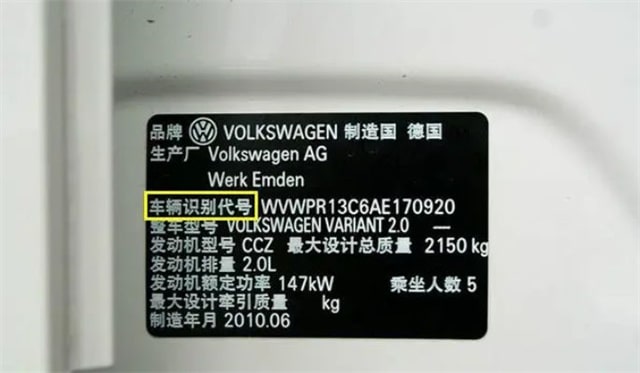 品牌 VOLKSWAGEN 制造国 德国
生产厂 Volkswagen AG
Werk Emden
车辆识别代号 WVWPR13C6AE170920
整车型号 VOLKSWAGEN VARIANT 2.0 —
发动机型号 CCZ 最大设计总质量 2150 kg
发动机排量 2.0L
发动机额定功率 147kW 乘坐人数 5
最大设计牵引质量 kg
制造年月 2010.06